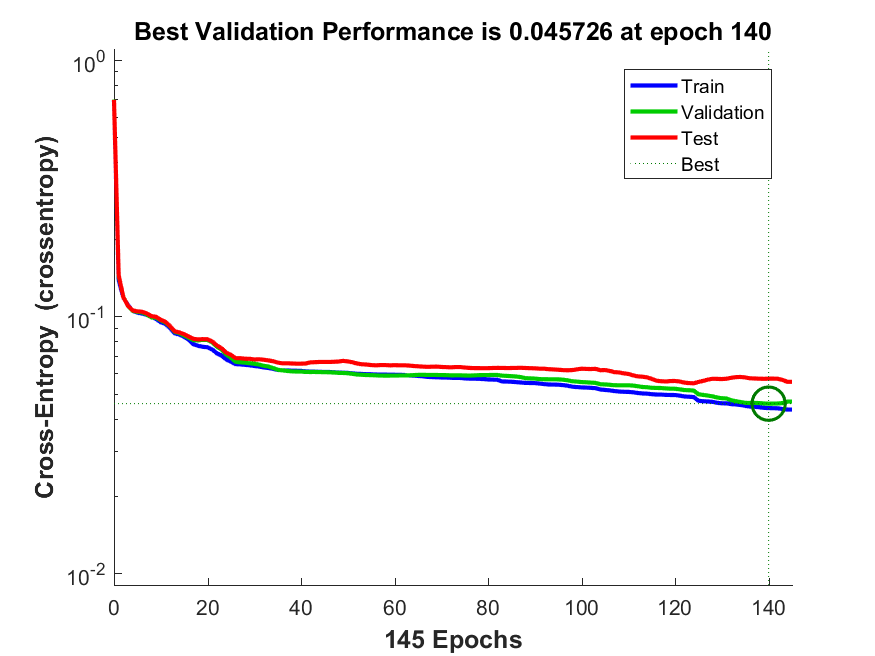 Best Validation Performance is 0.045726 at epoch 140
Cross-Entropy (crossentropy)
10^0
10^-1
10^-2
Train
Validation
Test
Best
0 20 40 60 80 100 120 140
145 Epochs